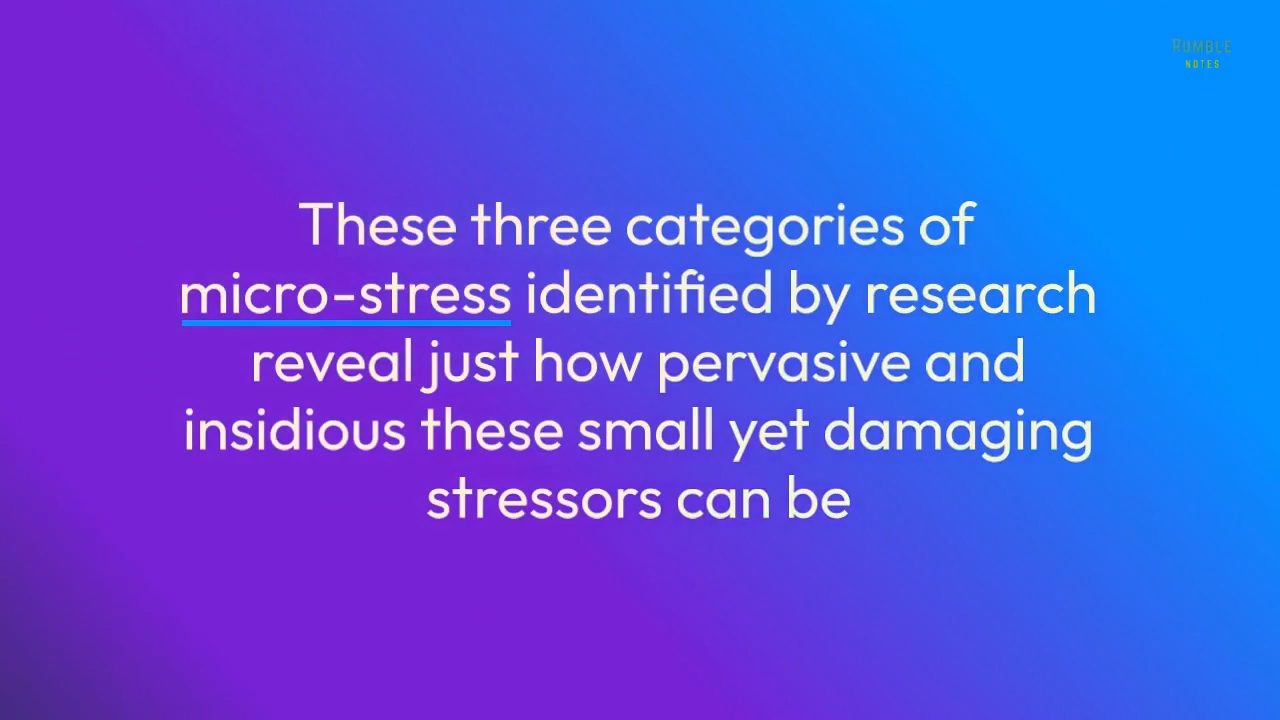 RUMBLE
NOTES
These three categories of
micro-stress identified by research
reveal just how pervasive and
insidious these small yet damaging
stressors can be